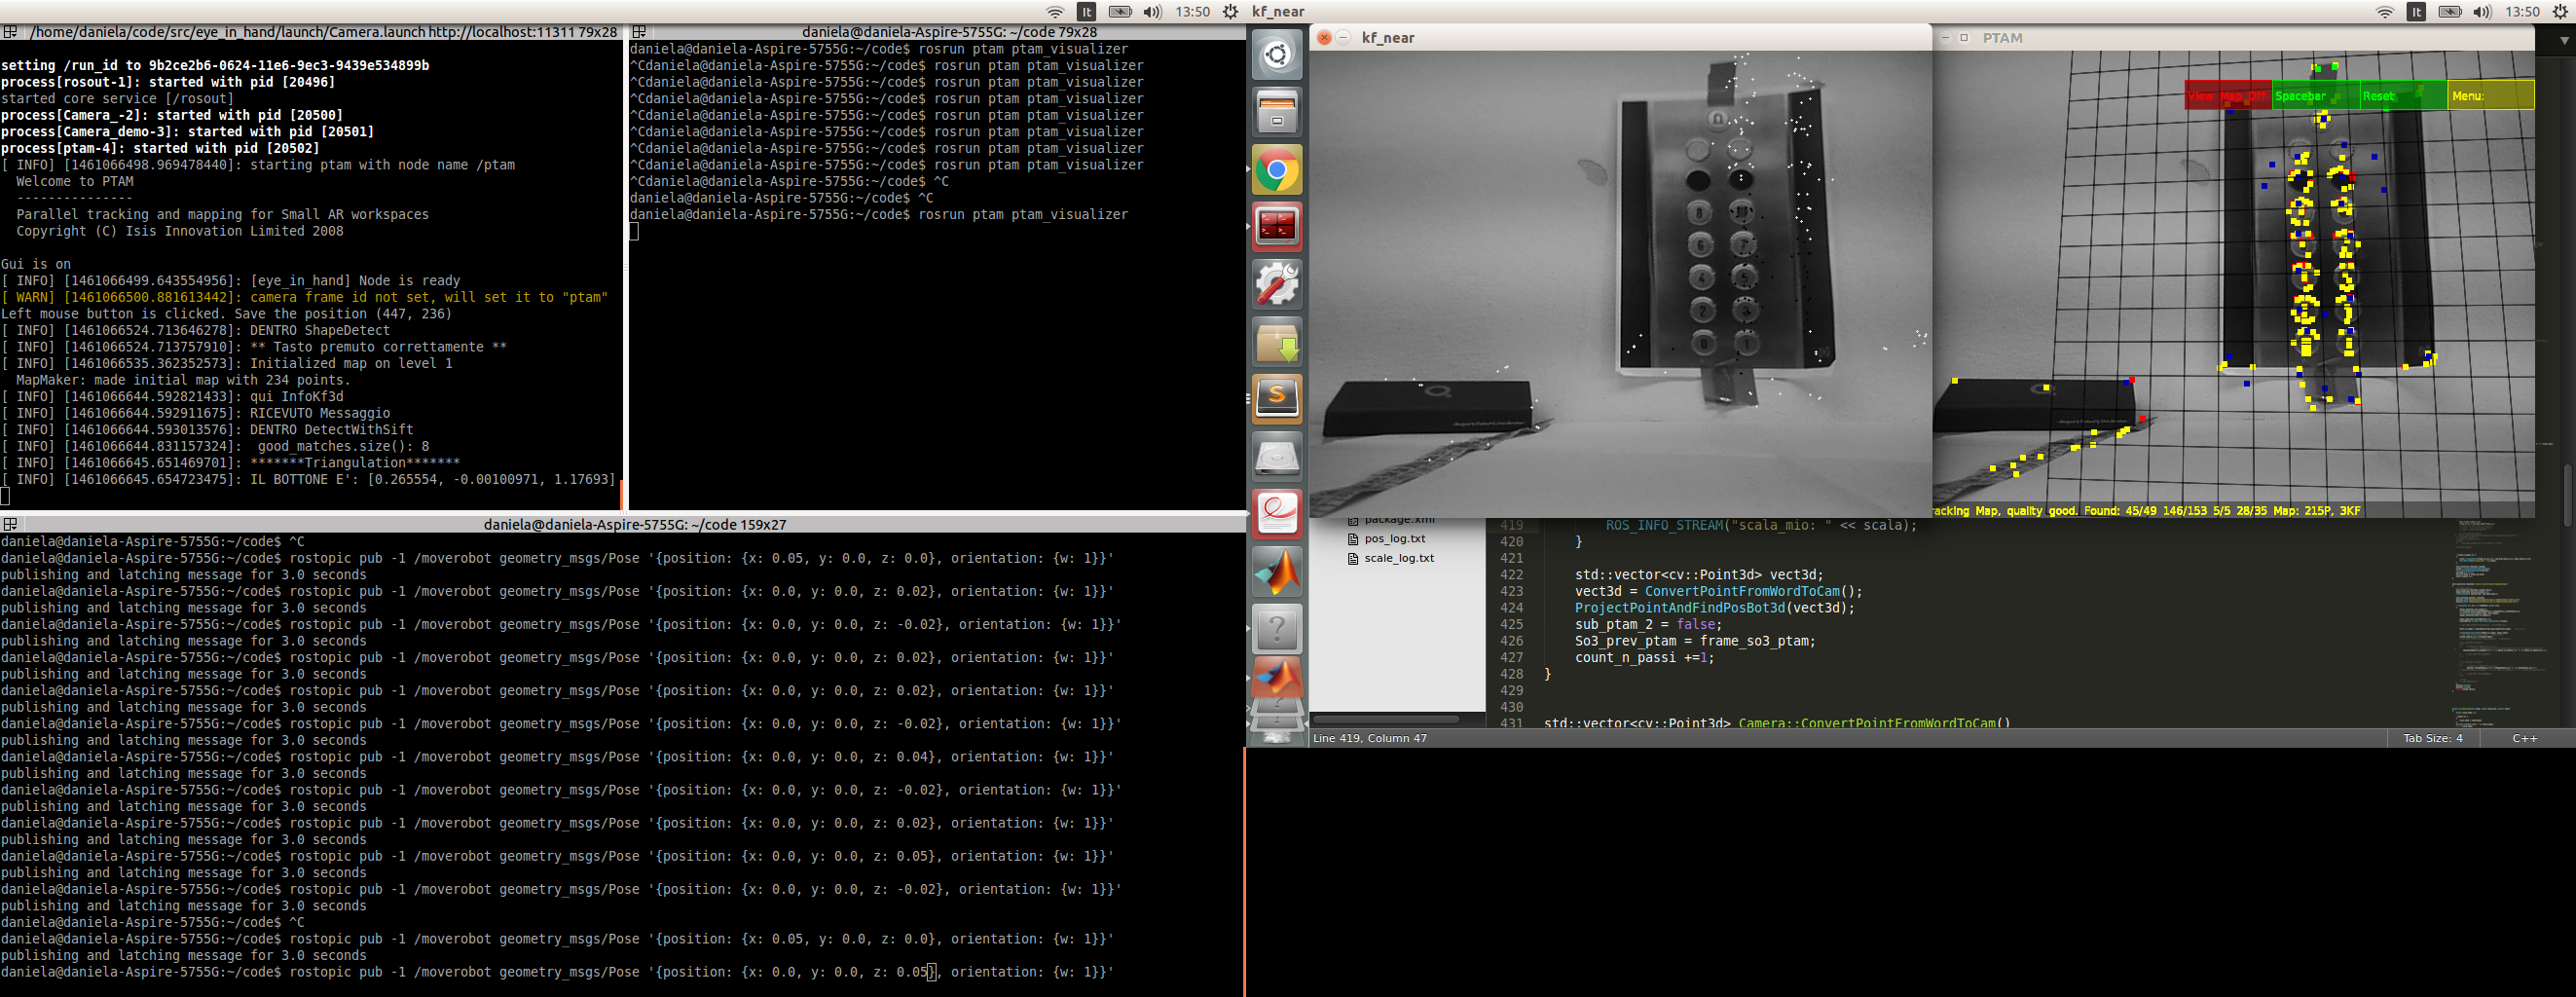 13:50
kf_near
13:50
/home/daniela/code/src/eye_in_hand/launch/Camera.launch http://localhost:11311 79x28
setting /run_id to 9b2ce2b6-0624-11e6-9ec3-9439e534899b
process[rosout-1]: started with pid [20496]
started core service [/rosout]
process[Camera_-2]: started with pid [20500]
process[Camera_demo-3]: started with pid [20501]
process[ptam-4]: started with pid [20502]
[ INFO] [1461066498.969478440]: starting ptam with node name /ptam
Welcome to PTAM
---------------
Parallel tracking and mapping for Small AR workspaces
Copyright (C) Isis Innovation Limited 2008
Gui is on
[ INFO] [1461066499.643554956]: [eye_in_hand] Node is ready
[ WARN] [1461066500.881613442]: camera frame id not set, will set it to "ptam"
Left mouse button is clicked. Save the position (447, 236)
[ INFO] [1461066524.713646278]: DENTRO ShapeDetect
[ INFO] [1461066524.713757910]: ** Tasto premuto correttamente **
[ INFO] [1461066535.362352573]: Initialized map on level 1
MapMaker: made initial map with 234 points.
[ INFO] [1461066644.592821433]: qui InfoKf3d
[ INFO] [1461066644.592911675]: RICEVUTO Messaggio
[ INFO] [1461066644.593013576]: DENTRO DetectWithSift
[ INFO] [1461066644.831157324]:  good_matches.size(): 8
[ INFO] [1461066645.651469701]: *******Triangulation*******
[ INFO] [1461066645.654723475]: IL BOTTONE E': [0.265554, -0.00100971, 1.17693]
daniela@daniela-Aspire-5755G: ~/code 79x28
daniela@daniela-Aspire-5755G:~/code$ rosrun ptam ptam_visualizer
^Cdaniela@daniela-Aspire-5755G:~/code$ rosrun ptam ptam_visualizer
^Cdaniela@daniela-Aspire-5755G:~/code$ rosrun ptam ptam_visualizer
^Cdaniela@daniela-Aspire-5755G:~/code$ rosrun ptam ptam_visualizer
^Cdaniela@daniela-Aspire-5755G:~/code$ rosrun ptam ptam_visualizer
^Cdaniela@daniela-Aspire-5755G:~/code$ rosrun ptam ptam_visualizer
^Cdaniela@daniela-Aspire-5755G:~/code$ rosrun ptam ptam_visualizer
^Cdaniela@daniela-Aspire-5755G:~/code$ rosrun ptam ptam_visualizer
^Cdaniela@daniela-Aspire-5755G:~/code$ ^C
daniela@daniela-Aspire-5755G:~/code$ ^C
daniela@daniela-Aspire-5755G:~/code$ rosrun ptam ptam_visualizer
daniela@daniela-Aspire-5755G: ~/code 159x27
daniela@daniela-Aspire-5755G:~/code$ ^C
daniela@daniela-Aspire-5755G:~/code$ rostopic pub -1 /moverobot geometry_msgs/Pose '{position: {x: 0.05, y: 0.0, z: 0.0}, orientation: {w: 1}}'
publishing and latching message for 3.0 seconds
daniela@daniela-Aspire-5755G:~/code$ rostopic pub -1 /moverobot geometry_msgs/Pose '{position: {x: 0.0, y: 0.0, z: 0.02}, orientation: {w: 1}}'
publishing and latching message for 3.0 seconds
daniela@daniela-Aspire-5755G:~/code$ rostopic pub -1 /moverobot geometry_msgs/Pose '{position: {x: 0.0, y: 0.0, z: -0.02}, orientation: {w: 1}}'
publishing and latching message for 3.0 seconds
daniela@daniela-Aspire-5755G:~/code$ rostopic pub -1 /moverobot geometry_msgs/Pose '{position: {x: 0.0, y: 0.0, z: 0.02}, orientation: {w: 1}}'
publishing and latching message for 3.0 seconds
daniela@daniela-Aspire-5755G:~/code$ rostopic pub -1 /moverobot geometry_msgs/Pose '{position: {x: 0.0, y: 0.0, z: 0.02}, orientation: {w: 1}}'
publishing and latching message for 3.0 seconds
daniela@daniela-Aspire-5755G:~/code$ rostopic pub -1 /moverobot geometry_msgs/Pose '{position: {x: 0.0, y: 0.0, z: -0.02}, orientation: {w: 1}}'
publishing and latching message for 3.0 seconds
daniela@daniela-Aspire-5755G:~/code$ rostopic pub -1 /moverobot geometry_msgs/Pose '{position: {x: 0.0, y: 0.0, z: 0.04}, orientation: {w: 1}}'
publishing and latching message for 3.0 seconds
daniela@daniela-Aspire-5755G:~/code$ rostopic pub -1 /moverobot geometry_msgs/Pose '{position: {x: 0.0, y: 0.0, z: -0.02}, orientation: {w: 1}}'
publishing and latching message for 3.0 seconds
daniela@daniela-Aspire-5755G:~/code$ rostopic pub -1 /moverobot geometry_msgs/Pose '{position: {x: 0.0, y: 0.0, z: 0.02}, orientation: {w: 1}}'
publishing and latching message for 3.0 seconds
daniela@daniela-Aspire-5755G:~/code$ rostopic pub -1 /moverobot geometry_msgs/Pose '{position: {x: 0.0, y: 0.0, z: 0.05}, orientation: {w: 1}}'
publishing and latching message for 3.0 seconds
daniela@daniela-Aspire-5755G:~/code$ rostopic pub -1 /moverobot geometry_msgs/Pose '{position: {x: 0.0, y: 0.0, z: -0.02}, orientation: {w: 1}}'
publishing and latching message for 3.0 seconds
daniela@daniela-Aspire-5755G:~/code$ ^C
daniela@daniela-Aspire-5755G:~/code$ rostopic pub -1 /moverobot geometry_msgs/Pose '{position: {x: 0.05, y: 0.0, z: 0.0}, orientation: {w: 1}}'
publishing and latching message for 3.0 seconds
daniela@daniela-Aspire-5755G:~/code$ rostopic pub -1 /moverobot geometry_msgs/Pose '{position: {x: 0.0, y: 0.0, z: 0.05}, orientation: {w: 1}}'
kf_near
PTAM
View Map Off Spacebar Reset Menu:
racking Map, quality good. Found: 45/49 146/153 5/5 28/35 Map: 215P, 3KF
package.xml
pos_log.txt
scale_log.txt
419 ROS_INFO_STREAM("scala_mio: " << scala);
420 }
421
422 std::vector<cv::Point3d> vect3d;
423 vect3d = ConvertPointFromWordToCam();
424 ProjectPointAndFindPosBot3d(vect3d);
425 sub_ptam_2 = false;
426 So3_prev_ptam = frame_so3_ptam;
427 count_n_passi +=1;
428 }
429
430
431 std::vector<cv::Point3d> Camera::ConvertPointFromWordToCam()
Line 419, Column 47
Tab Size: 4
C++